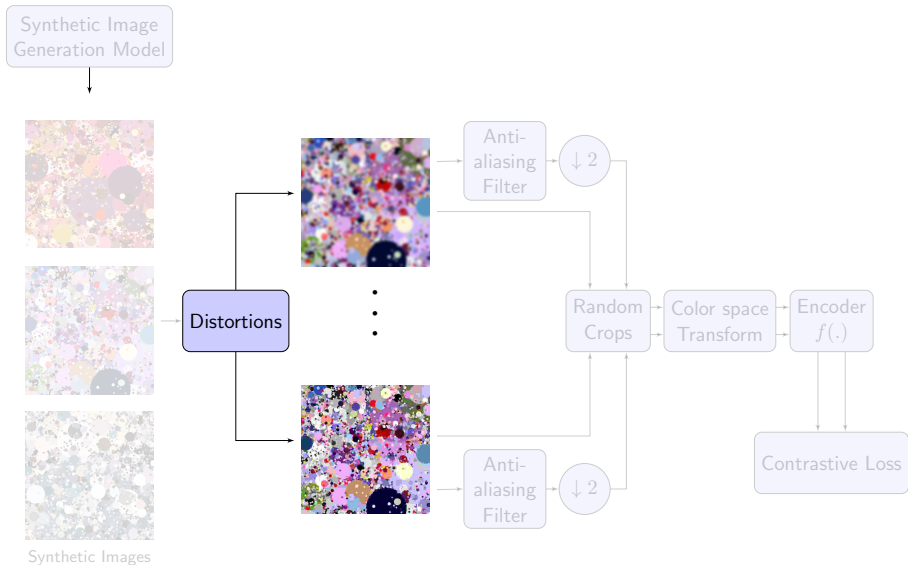 Synthetic Image
Generation Model
Anti-
aliasing
Filter
↓ 2
Distortions
Random
Crops
Color space
Transform
Encoder
f(.)
Contrastive Loss
Anti-
aliasing
Filter
↓ 2
Synthetic Images